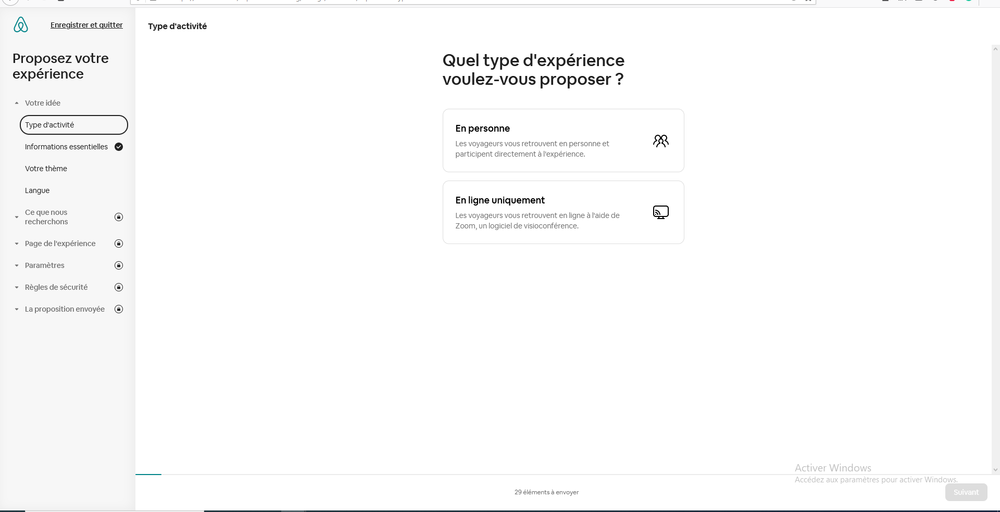 Enregistrer et quitter
Type d'activité
Proposez votre
expérience
Votre idée
Type d'activité
Informations essentielles
Votre thème
Langue
Ce que nous
recherchons
Page de l'expérience
Paramètres
Règles de sécurité
La proposition envoyée
Quel type d'expérience
voulez-vous proposer ?
En personne
Les voyageurs vous retrouvent en personne et
participent directement à l'expérience.
En ligne uniquement
Les voyageurs vous retrouvent en ligne à l'aide de
Zoom, un logiciel de visioconférence.
Activer Windows
Accédez aux paramètres pour activer Windows.
29 éléments à envoyer
Suivant